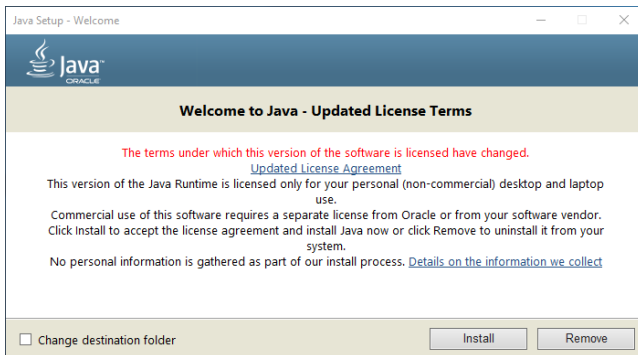 Java Setup - Welcome
Java
ORACLE
Welcome to Java - Updated License Terms
The terms under which this version of the software is licensed have changed.
Updated License Agreement
This version of the Java Runtime is licensed only for your personal (non-commercial) desktop and laptop
use.
Commercial use of this software requires a separate license from Oracle or from your software vendor.
Click Install to accept the license agreement and install Java now or click Remove to uninstall it from your
system.
No personal information is gathered as part of our install process. Details on the information we collect
Change destination folder
Install
Remove